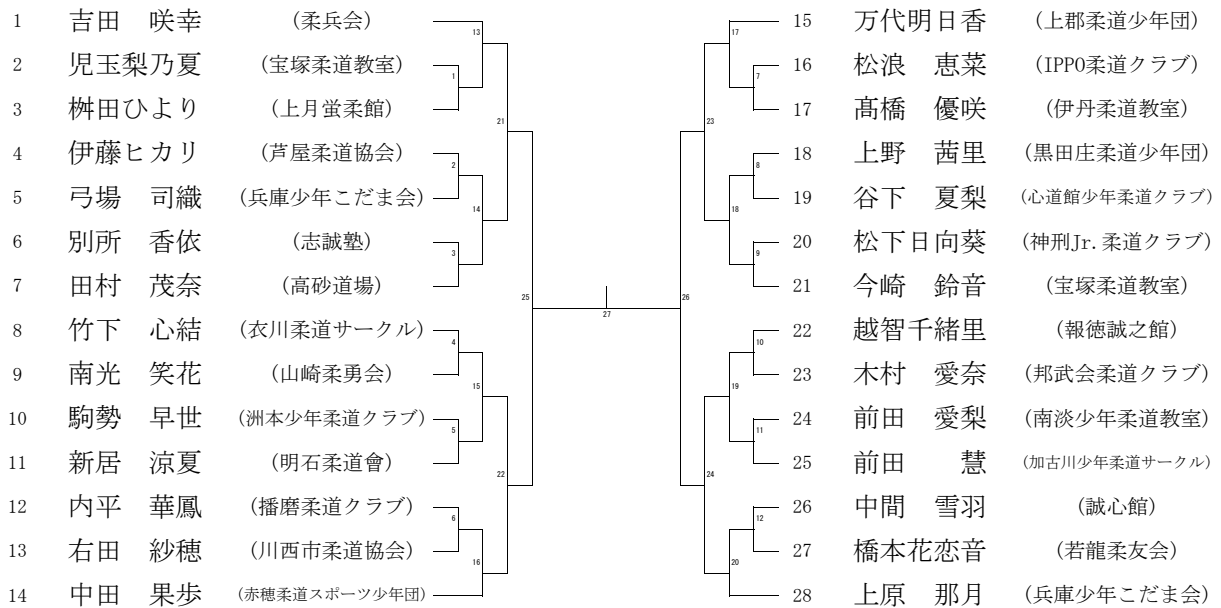 1 吉田 咲幸 (柔兵会)
2 児玉梨乃夏 (宝塚柔道教室)
3 桝田ひより (上月蛍柔館)
4 伊藤ヒカリ (芦屋柔道協会)
5 弓場 司織 (兵庫少年こだま会)
6 別所 香依 (志誠塾)
7 田村 茂奈 (高砂道場)
8 竹下 心結 (衣川柔道サークル)
9 南光 笑花 (山崎柔勇会)
10 駒勢 早世 (洲本少年柔道クラブ)
11 新居 涼夏 (明石柔道會)
12 内平 華鳳 (播磨柔道クラブ)
13 右田 紗穂 (川西市柔道協会)
14 中田 果歩 (赤穂柔道スポーツ少年団)
13
1
21
2
14
3
25
4
15
5
22
6
16
27
17
7
23
8
18
9
26
10
19
11
24
12
20
15 万代明日香 (上郡柔道少年団)
16 松浪 恵菜 (IPPO柔道クラブ)
17 髙橋 優咲 (伊丹柔道教室)
18 上野 茜里 (黒田庄柔道少年団)
19 谷下 夏梨 (心道館少年柔道クラブ)
20 松下日向葵 (神刑Jr.柔道クラブ)
21 今崎 鈴音 (宝塚柔道教室)
22 越智千緒里 (報徳誠之館)
23 木村 愛奈 (邦武会柔道クラブ)
24 前田 愛梨 (南淡少年柔道教室)
25 前田 慧 (加古川少年柔道サークル)
26 中間 雪羽 (誠心館)
27 橋本花恋音 (若龍柔友会)
28 上原 那月 (兵庫少年こだま会)